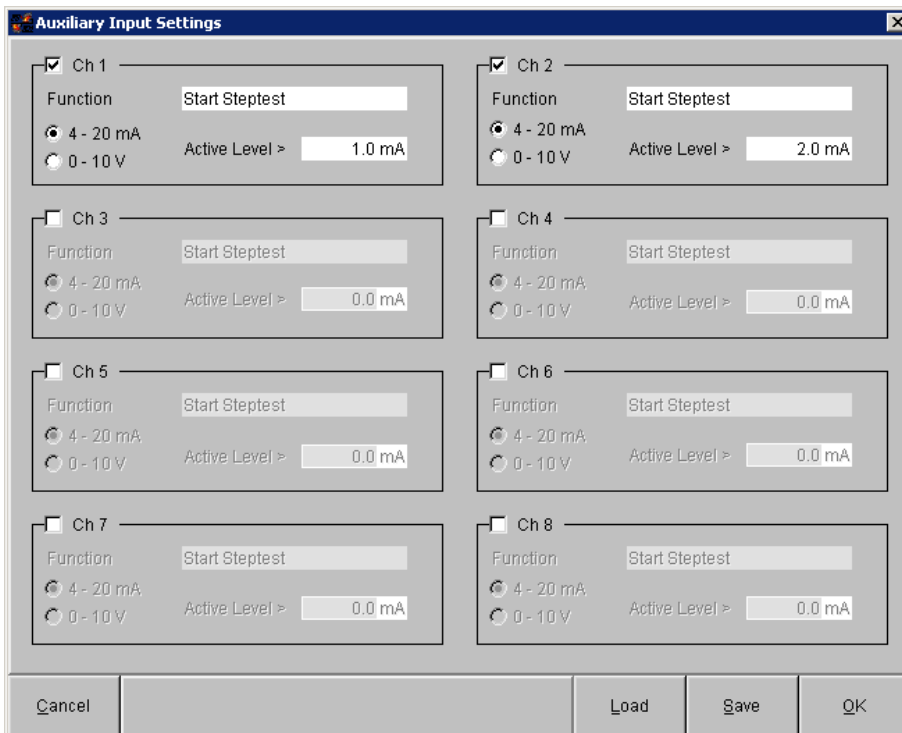 Auxiliary Input Settings
Ch 1
Function Start Steptest
4 - 20 mA
0 - 10 V
Active Level > 1.0 mA
Ch 2
Function Start Steptest
4 - 20 mA
0 - 10 V
Active Level > 2.0 mA
Ch 3
Function Start Steptest
4 - 20 mA
0 - 10 V
Active Level > 0.0 mA
Ch 4
Function Start Steptest
4 - 20 mA
0 - 10 V
Active Level > 0.0 mA
Ch 5
Function Start Steptest
4 - 20 mA
0 - 10 V
Active Level > 0.0 mA
Ch 6
Function Start Steptest
4 - 20 mA
0 - 10 V
Active Level > 0.0 mA
Ch 7
Function Start Steptest
4 - 20 mA
0 - 10 V
Active Level > 0.0 mA
Ch 8
Function Start Steptest
4 - 20 mA
0 - 10 V
Active Level > 0.0 mA
Cancel Load Save OK